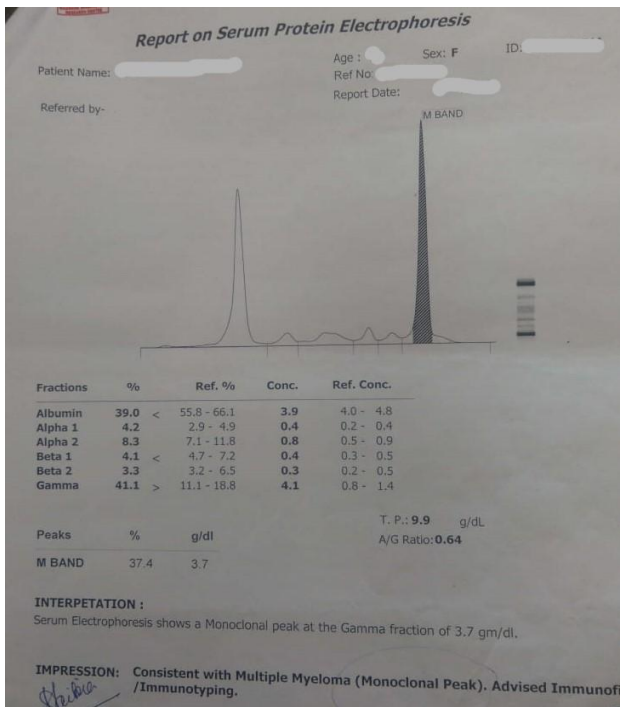 Report on Serum Protein Electrophoresis
Age : Sex: F ID:
Patient Name: Ref No:
Report Date:
Referred by-
M BAND
Fractions % Ref. % Conc. Ref. Conc.
Albumin 39.0 < 55.8 - 66.1 3.9 4.0 - 4.8
Alpha 1 4.2 2.9 - 4.9 0.4 0.2 - 0.4
Alpha 2 8.3 7.1 - 11.8 0.8 0.5 - 0.9
Beta 1 4.1 < 4.7 - 7.2 0.4 0.3 - 0.5
Beta 2 3.3 3.2 - 6.5 0.3 0.2 - 0.5
Gamma 41.1 > 11.1 - 18.8 4.1 0.8 - 1.4
T. P.: 9.9 g/dL
Peaks % g/dl A/G Ratio:0.64
M BAND 37.4 3.7
INTERPETATION :
Serum Electrophoresis shows a Monoclonal peak at the Gamma fraction of 3.7 gm/dl.
IMPRESSION: Consistent with Multiple Myeloma (Monoclonal Peak). Advised Immunofi
/Immunotyping.